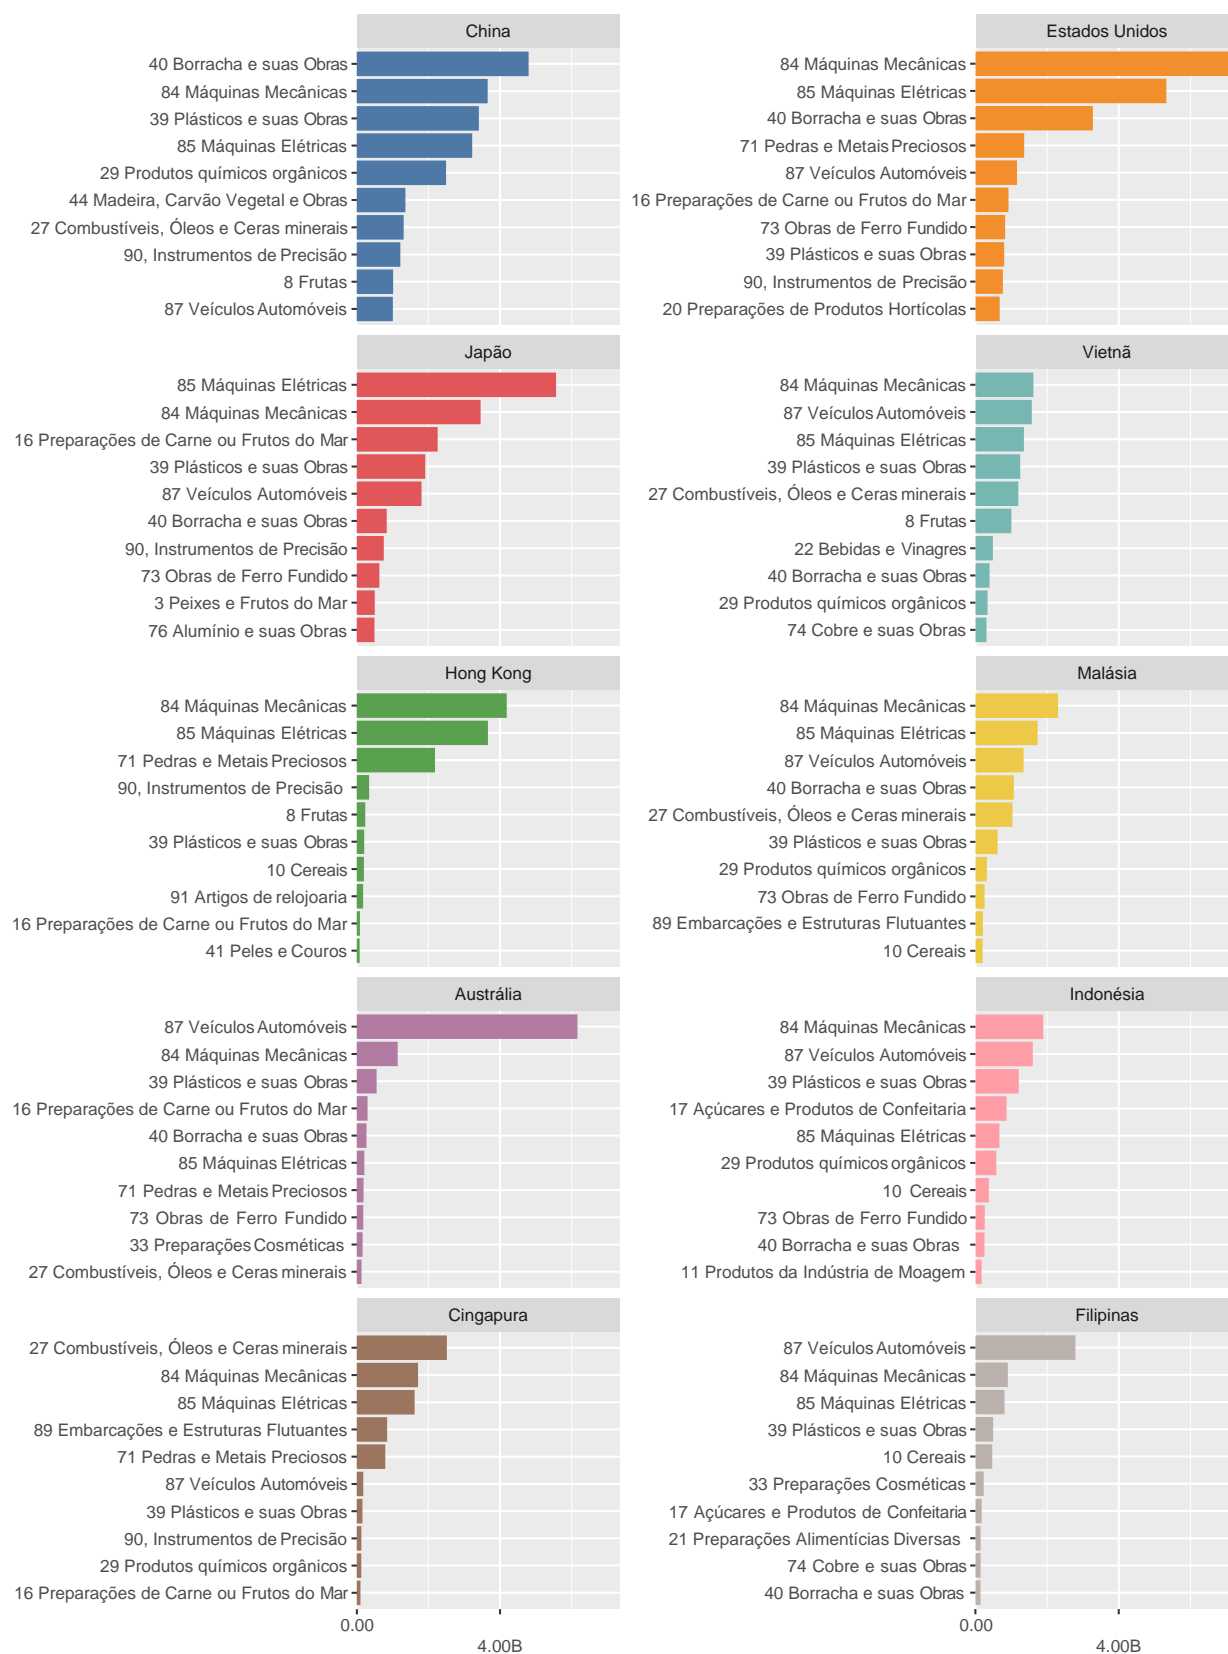 China
40 Borracha e suas Obras
84 Máquinas Mecânicas
39 Plásticos e suas Obras
85 Máquinas Elétricas
29 Produtos químicos orgânicos
44 Madeira, Carvão Vegetal e Obras
27 Combustíveis, Óleos e Ceras minerais
90, Instrumentos de Precisão
8 Frutas
87 Veículos Automóveis
Estados Unidos
84 Máquinas Mecânicas
85 Máquinas Elétricas
40 Borracha e suas Obras
71 Pedras e Metais Preciosos
87 Veículos Automóveis
16 Preparações de Carne ou Frutos do Mar
73 Obras de Ferro Fundido
39 Plásticos e suas Obras
90, Instrumentos de Precisão
20 Preparações de Produtos Hortícolas
Japão
85 Máquinas Elétricas
84 Máquinas Mecânicas
16 Preparações de Carne ou Frutos do Mar
39 Plásticos e suas Obras
87 Veículos Automóveis
40 Borracha e suas Obras
90, Instrumentos de Precisão
73 Obras de Ferro Fundido
3 Peixes e Frutos do Mar
76 Alumínio e suas Obras
Vietnã
84 Máquinas Mecânicas
87 Veículos Automóveis
85 Máquinas Elétricas
39 Plásticos e suas Obras
27 Combustíveis, Óleos e Ceras minerais
8 Frutas
22 Bebidas e Vinagres
40 Borracha e suas Obras
29 Produtos químicos orgânicos
74 Cobre e suas Obras
Hong Kong
84 Máquinas Mecânicas
85 Máquinas Elétricas
71 Pedras e Metais Preciosos
90, Instrumentos de Precisão
8 Frutas
39 Plásticos e suas Obras
10 Cereais
91 Artigos de relojoaria
16 Preparações de Carne ou Frutos do Mar
41 Peles e Couros
Malásia
84 Máquinas Mecânicas
85 Máquinas Elétricas
87 Veículos Automóveis
40 Borracha e suas Obras
27 Combustíveis, Óleos e Ceras minerais
39 Plásticos e suas Obras
29 Produtos químicos orgânicos
73 Obras de Ferro Fundido
89 Embarcações e Estruturas Flutuantes
10 Cereais
Austrália
87 Veículos Automóveis
84 Máquinas Mecânicas
39 Plásticos e suas Obras
16 Preparações de Carne ou Frutos do Mar
40 Borracha e suas Obras
85 Máquinas Elétricas
71 Pedras e Metais Preciosos
73 Obras de Ferro Fundido
33 Preparações Cosméticas
27 Combustíveis, Óleos e Ceras minerais
Indonésia
84 Máquinas Mecânicas
87 Veículos Automóveis
39 Plásticos e suas Obras
17 Açúcares e Produtos de Confeitaria
85 Máquinas Elétricas
29 Produtos químicos orgânicos
10 Cereais
73 Obras de Ferro Fundido
40 Borracha e suas Obras
11 Produtos da Indústria de Moagem
Cingapura
27 Combustíveis, Óleos e Ceras minerais
84 Máquinas Mecânicas
85 Máquinas Elétricas
89 Embarcações e Estruturas Flutuantes
71 Pedras e Metais Preciosos
87 Veículos Automóveis
39 Plásticos e suas Obras
90, Instrumentos de Precisão
29 Produtos químicos orgânicos
16 Preparações de Carne ou Frutos do Mar
0.00
4.00B
Filipinas
87 Veículos Automóveis
84 Máquinas Mecânicas
85 Máquinas Elétricas
39 Plásticos e suas Obras
10 Cereais
33 Preparações Cosméticas
17 Açúcares e Produtos de Confeitaria
21 Preparações Alimentícias Diversas
74 Cobre e suas Obras
40 Borracha e suas Obras
0.00
4.00B